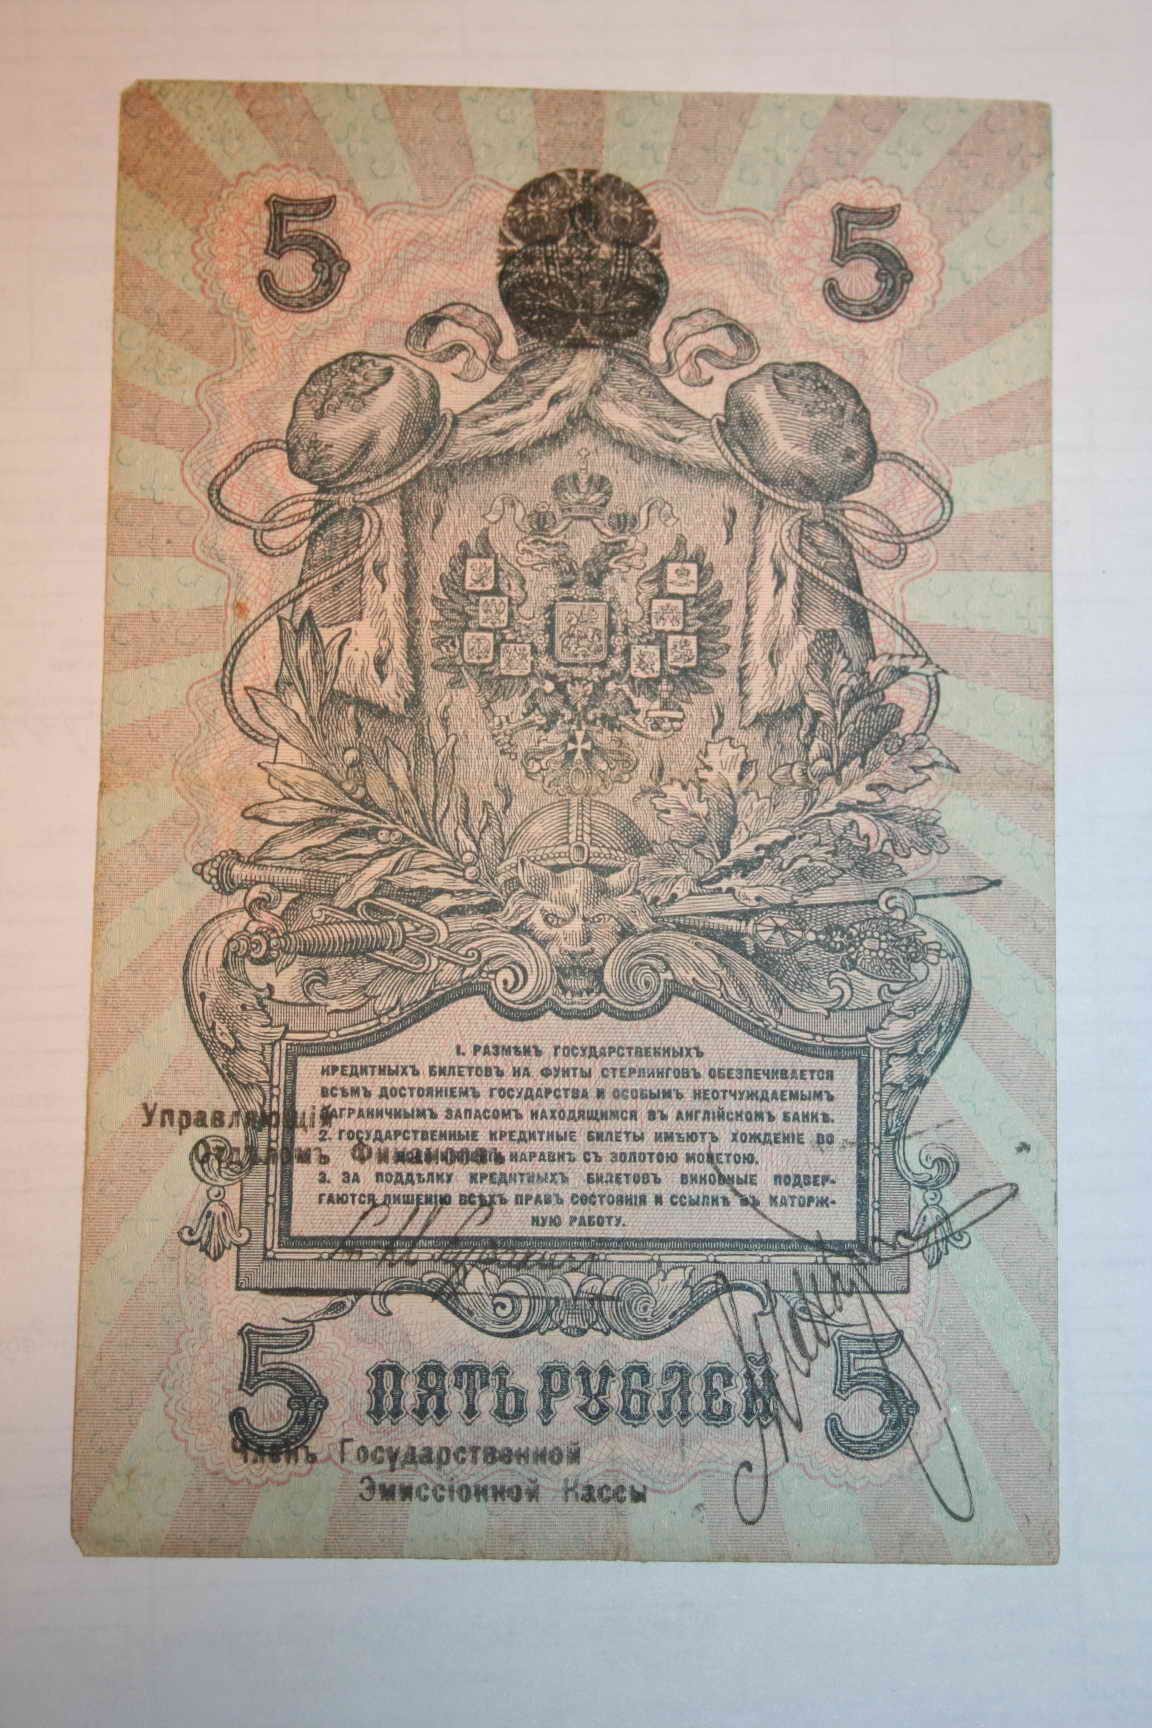 5 5
1. РАЗМѢНЪ ГОСУДАРСТВЕННЫХЪ
КРЕДИТНЫХЪ БИЛЕТОВЪ НА ФУНТЫ СТЕРЛИНГОВЪ ОБЕЗПЕЧИВАЕТСЯ
ВСѢМЪ ДОСТОЯНІЕМЪ ГОСУДАРСТВА И ОСОБЫМЪ НЕОТЧУЖДАЕМЫМЪ
ЗАГРАНИЧНЫМЪ ЗАПАСОМЪ НАХОДЯЩИМСЯ ВЪ АНГЛІЙСКОМЪ БАНКѢ.
Управляющій
2. ГОСУДАРСТВЕННЫЕ КРЕДИТНЫЕ БИЛЕТЫ ИМѢЮТЪ ХОЖДЕНІЕ ВО
НАРАВНѢ СЪ ЗОЛОТОЮ МОНЕТОЮ.
Отдѣломъ Финансовъ
3. ЗА ПОДДѢЛКУ КРЕДИТНЫХЪ БИЛЕТОВЪ ВИНОВНЫЕ ПОДВЕР-
ГАЮТСЯ ЛИШЕНІЮ ВСѢХЪ ПРАВЪ СОСТОЯНІЯ И ССЫЛКѢ ВЪ КАТОРЖ-
НУЮ РАБОТУ.
5 ПЯТЬ РУБЛЕЙ 5
Членъ Государственной
Эмиссіонной Кассы